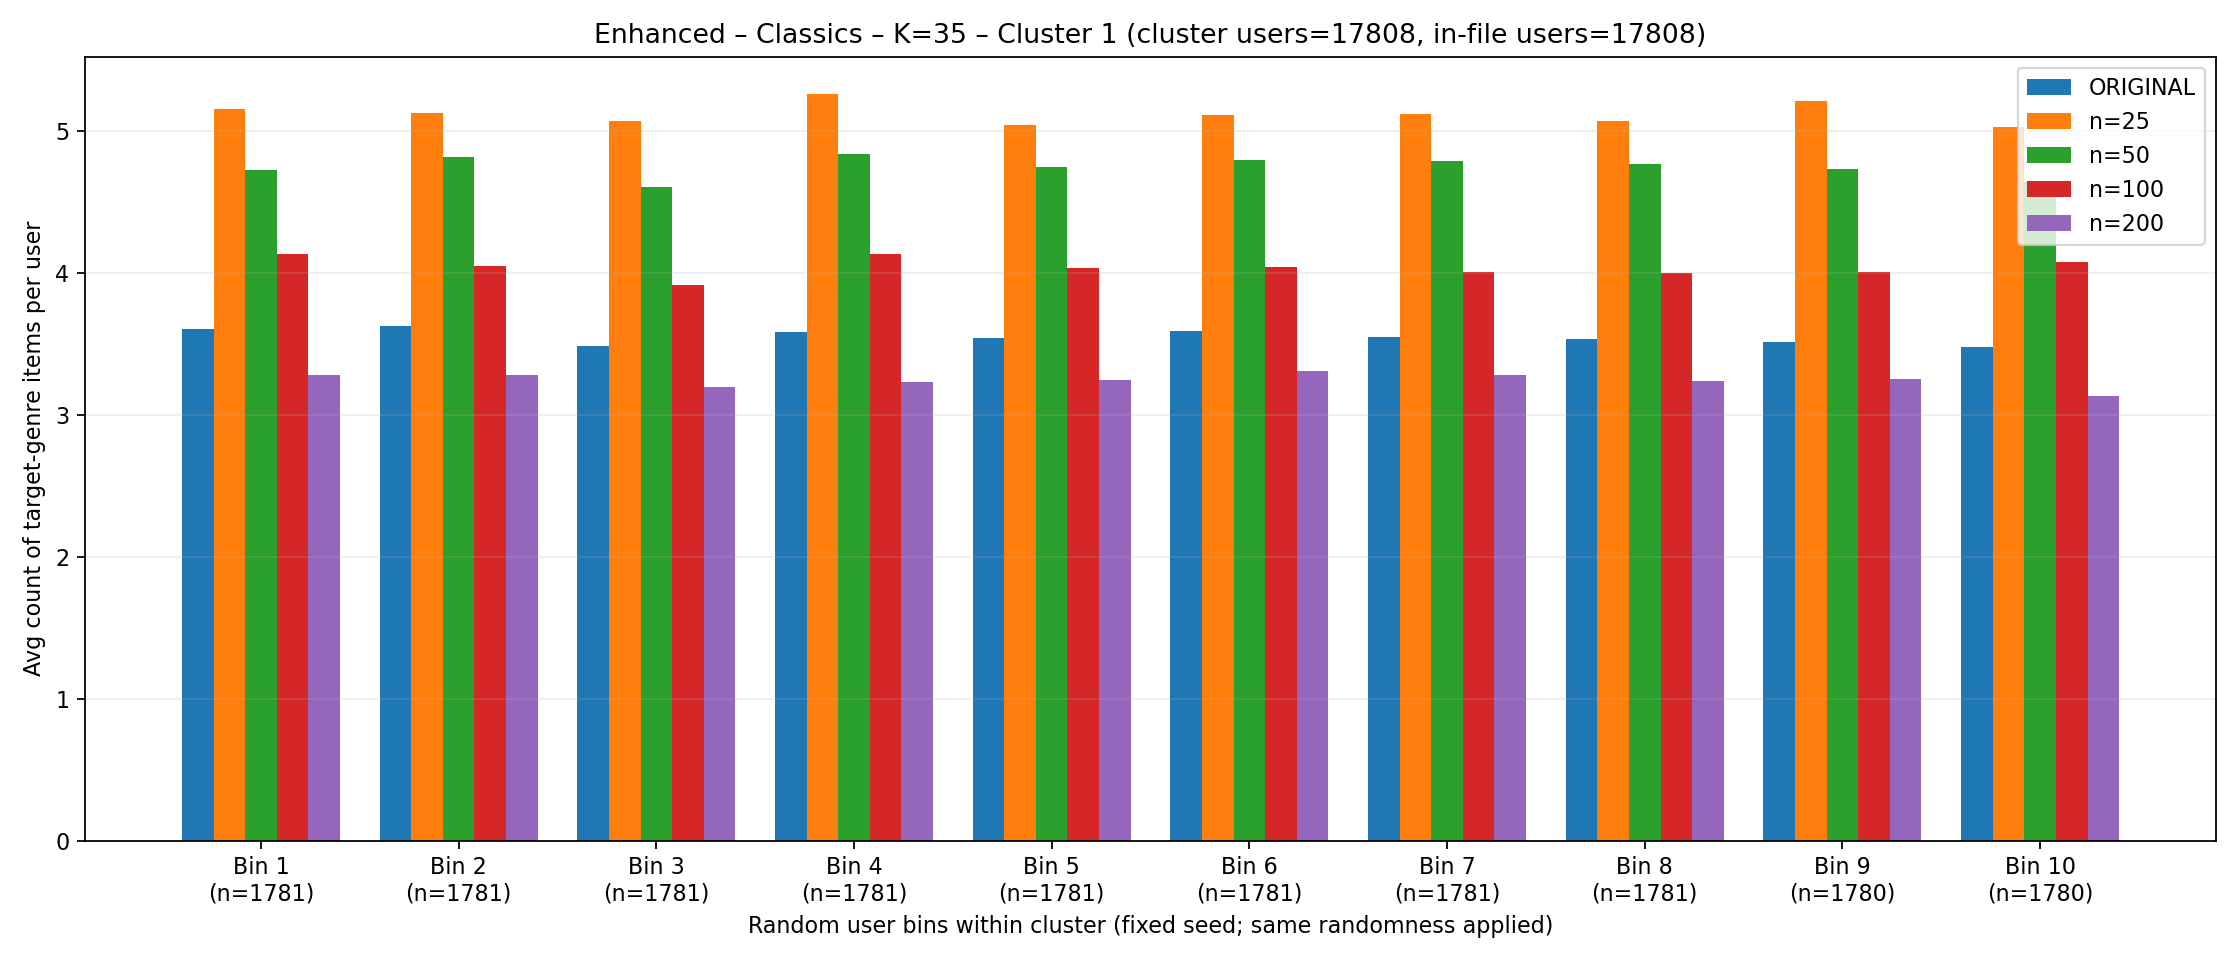 Enhanced – Classics – K=35 – Cluster 1 (cluster users=17808, in-file users=17808)
ORIGINAL
n=25
n=50
n=100
n=200
Avg count of target-genre items per user
5
4
3
2
1
0
Bin 1 Bin 2 Bin 3 Bin 4 Bin 5 Bin 6 Bin 7 Bin 8 Bin 9 Bin 10
(n=1781) (n=1781) (n=1781) (n=1781) (n=1781) (n=1781) (n=1781) (n=1781) (n=1780) (n=1780)
Random user bins within cluster (fixed seed; same randomness applied)